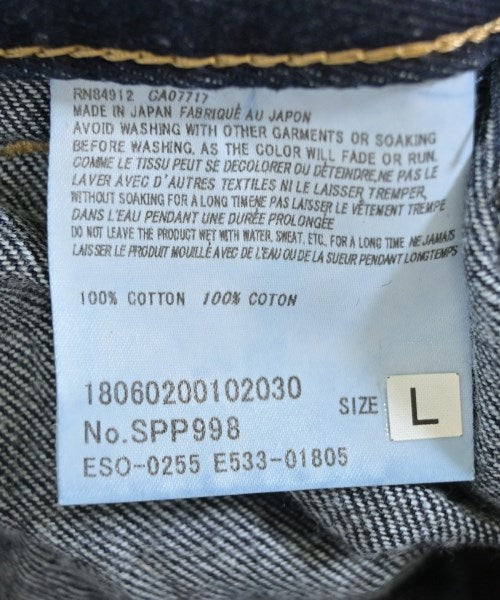 RN84912 CA07717
MADE IN JAPAN FABRIQUÉ AU JAPON
AVOID WASHING WITH OTHER GARMENTS OR SOAKING
BEFORE WASHING, AS THE COLOR WILL FADE OR RUN.
COMME LE TISSU PEUT SE DECOLORER OU DÉTEINDRE,NE PAS LE
LAVER AVEC D'AUTRES TEXTILES NI LE LAISSER TREMPER.
WITHOUT SOAKING FOR A LONG TIMENE PAS LAISSER LE VÊTEMENT TREMPE
DANS L'EAU PENDANT UNE DURÉE PROLONGÉE
DO NOT LEAVE THE PRODUCT WET WITH WATER, SWEAT, ETC, FOR A LONG TIME NE JAMAIS
LAISSER LE PRODUIT MOUILLÉ AVEC DE L'EAU OU DE LA SUEUR PENDANT LONGTEMPS
100% COTTON 100% COTON
18060200102030
SIZE L
No.SPP998
ESO-0255 E533-01805